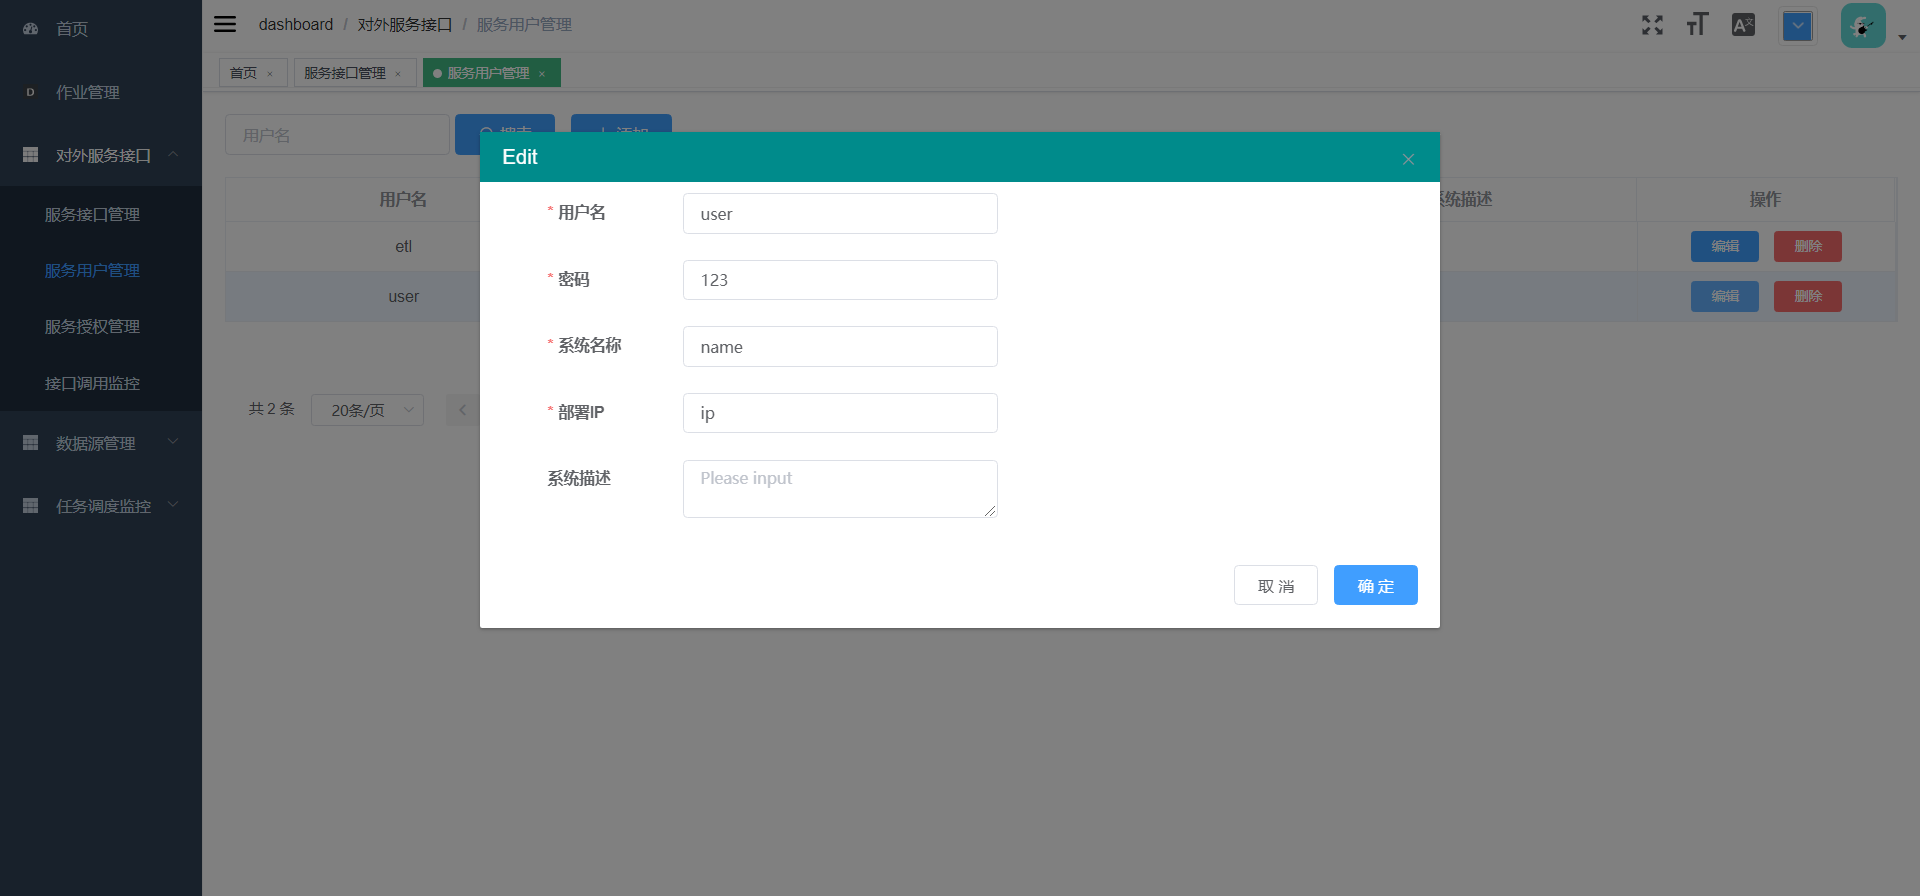 首页
D 作业管理
对外服务接口
服务接口管理
服务用户管理
服务授权管理
接口调用监控
数据源管理
任务调度监控
dashboard / 对外服务接口 / 服务用户管理
首页 × 服务接口管理 × 服务用户管理 ×
用户名 搜索 添加
用户名 系统描述 操作
etl 编辑 删除
user 编辑 删除
共 2 条 20条/页
Edit
* 用户名 user
* 密码 123
* 系统名称 name
* 部署IP ip
系统描述 Please input
取 消 确 定